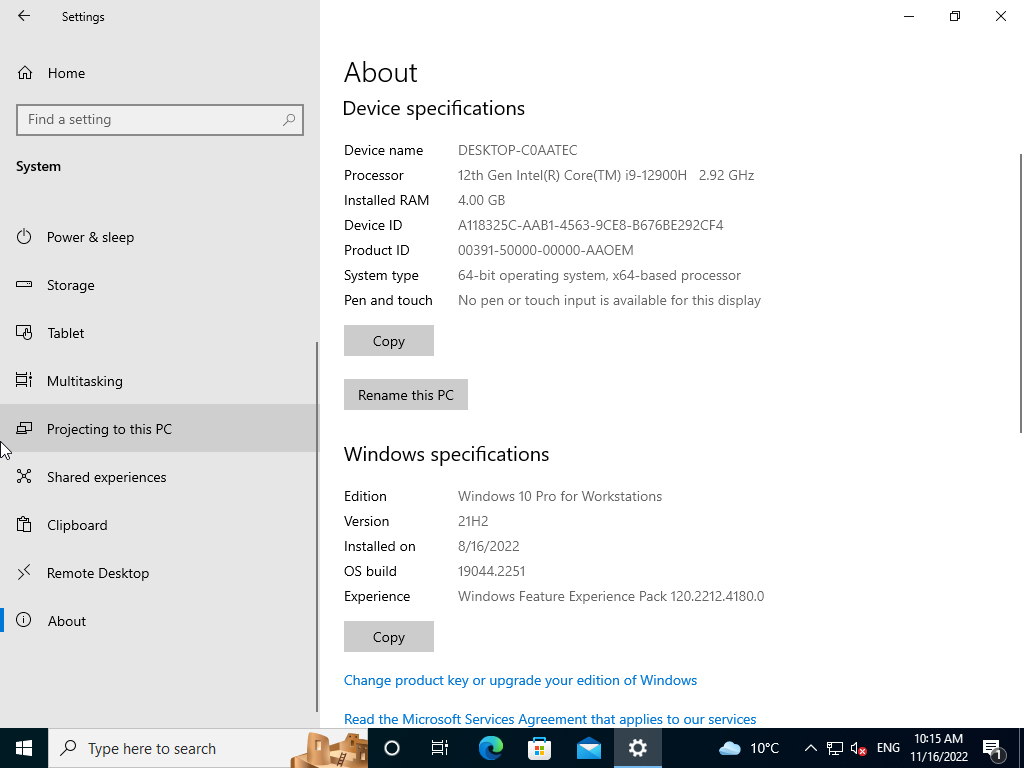 Settings
Home
Find a setting
System
Power & sleep
Storage
Tablet
Multitasking
Projecting to this PC
Shared experiences
Clipboard
Remote Desktop
About
About
Device specifications
Device name DESKTOP-C0AATEC
Processor 12th Gen Intel(R) Core(TM) i9-12900H 2.92 GHz
Installed RAM 4.00 GB
Device ID A118325C-AAB1-4563-9CE8-B676BE292CF4
Product ID 00391-50000-00000-AAOEM
System type 64-bit operating system, x64-based processor
Pen and touch No pen or touch input is available for this display
Copy
Rename this PC
Windows specifications
Edition Windows 10 Pro for Workstations
Version 21H2
Installed on 8/16/2022
OS build 19044.2251
Experience Windows Feature Experience Pack 120.2212.4180.0
Copy
Change product key or upgrade your edition of Windows
Read the Microsoft Services Agreement that applies to our services
Type here to search
10°C
ENG
10:15 AM
11/16/2022
1